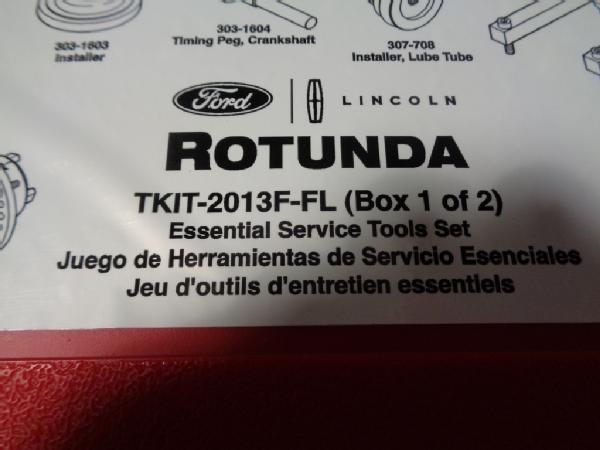 303-1603
Installer
303-1604
Timing Peg, Crankshaft
307-708
Installer, Lube Tube
Ford
LINCOLN
ROTUNDA
TKIT-2013F-FL (Box 1 of 2)
Essential Service Tools Set
Juego de Herramientas de Servicio Esenciales
Jeu d'outils d'entretien essentiels